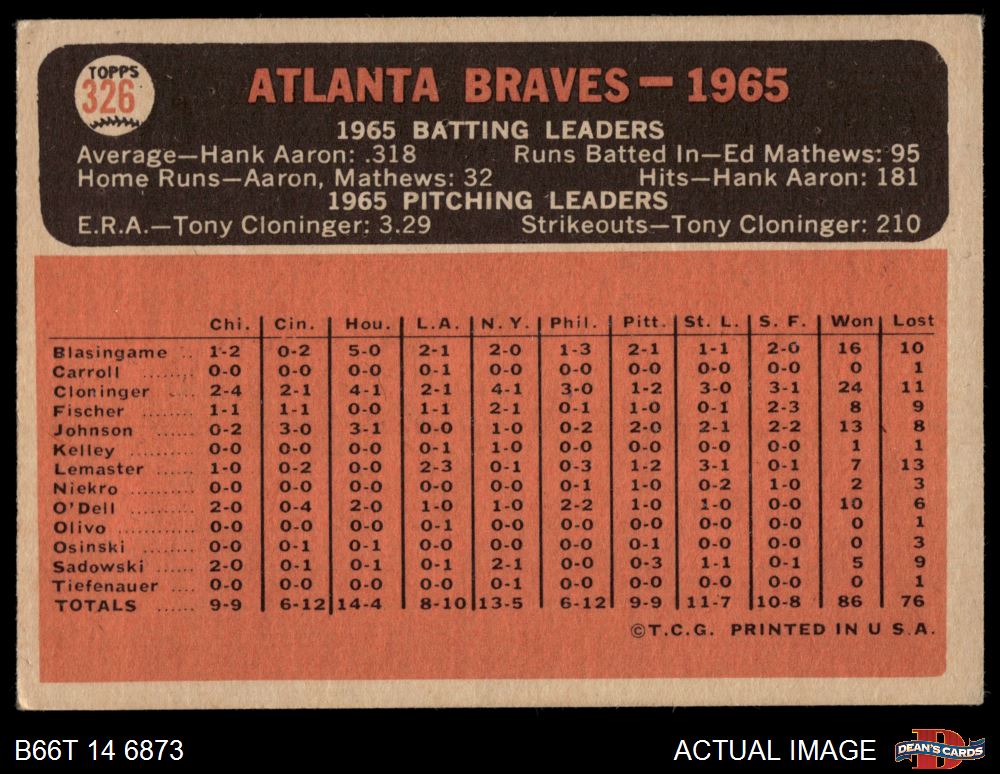 TOPPS
326
ATLANTA BRAVES — 1965
1965 BATTING LEADERS
Average—Hank Aaron: .318 Runs Batted In—Ed Mathews: 95
Home Runs—Aaron, Mathews: 32 Hits—Hank Aaron: 181
1965 PITCHING LEADERS
E.R.A.—Tony Cloninger: 3.29 Strikeouts—Tony Cloninger: 210
Chi. Cin. Hou. L.A. N.Y. Phil. Pitt. St. L. S. F. Won Lost
Blasingame .. 1-2 0-2 5-0 2-1 2-0 1-3 2-1 1-1 2-0 16 10
Carroll ....... 0-0 0-0 0-0 0-1 0-0 0-0 0-0 0-0 0-0 0 1
Cloninger .... 2-4 2-1 4-1 2-1 4-1 3-0 1-2 3-0 3-1 24 11
Fischer ....... 1-1 1-1 0-0 1-1 2-1 0-1 1-0 0-1 2-3 8 9
Johnson ...... 0-2 3-0 3-1 0-0 1-0 0-2 2-0 2-1 2-2 13 8
Kelley ........ 0-0 0-0 0-0 0-1 1-0 0-0 0-0 0-0 0-0 1 1
Lemaster ..... 1-0 0-2 0-0 2-3 0-1 0-3 1-2 3-1 0-1 7 13
Niekro ........ 0-0 0-0 0-0 0-0 0-0 0-1 1-0 0-2 1-0 2 3
O'Dell ........ 2-0 0-4 2-0 1-0 1-0 2-2 1-0 1-0 0-0 10 6
Olivo ......... 0-0 0-0 0-0 0-1 0-0 0-0 0-0 0-0 0-0 0 1
Osinski ....... 0-0 0-1 0-1 0-0 0-0 0-0 0-1 0-0 0-0 0 3
Sadowski ..... 2-0 0-1 0-1 0-1 2-1 0-0 0-3 1-1 0-1 5 9
Tiefenauer .... 0-0 0-0 0-0 0-0 0-1 0-0 0-0 0-0 0-0 0 1
TOTALS ..... 9-9 6-12 14-4 8-10 13-5 6-12 9-9 11-7 10-8 86 76
©T.C.G. PRINTED IN U S.A.
B66T 14 6873 ACTUAL IMAGE
D
DEAN'S CARDS